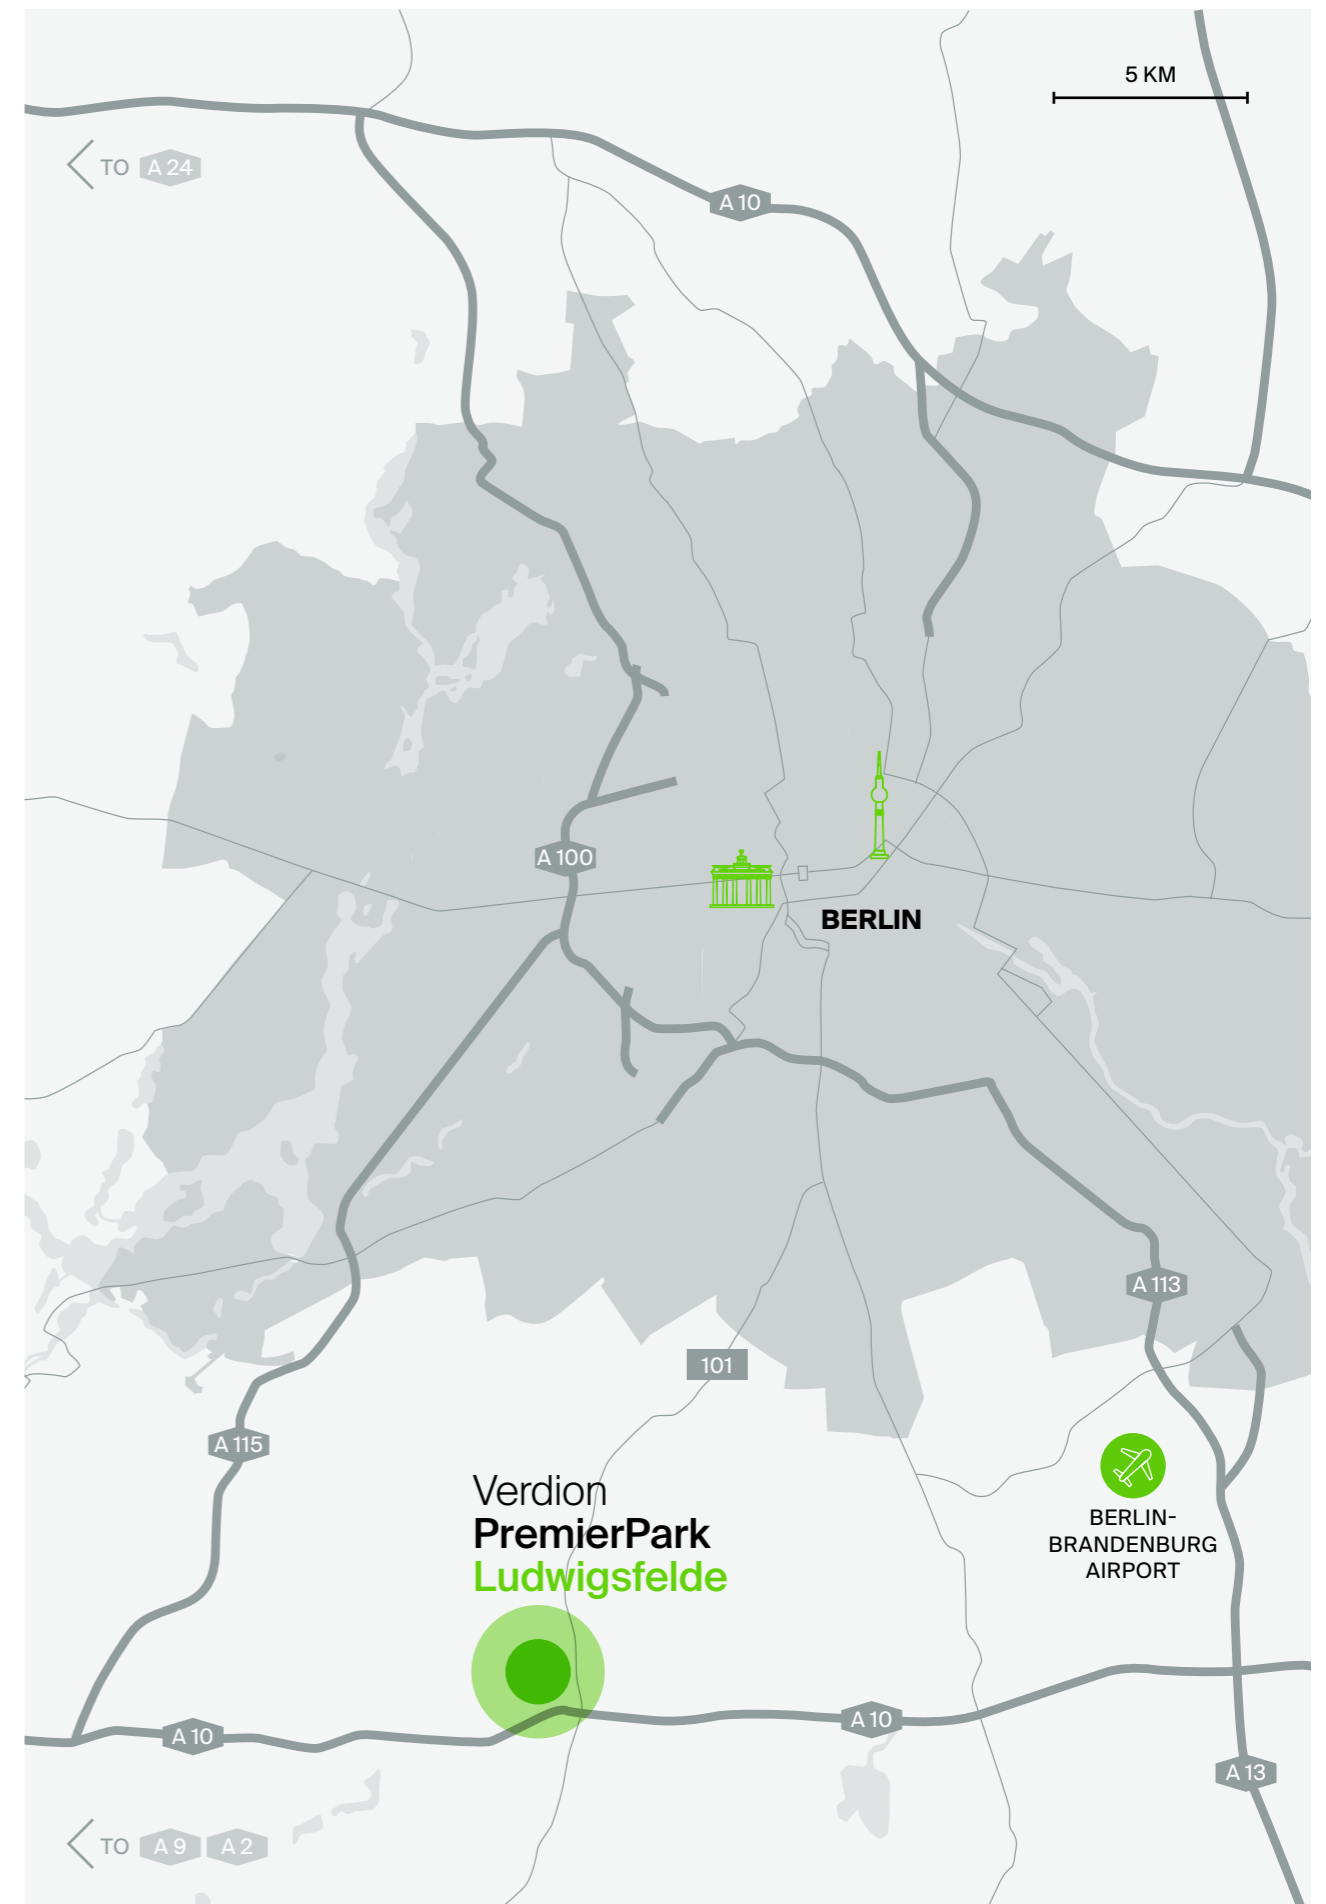 5 KM
TO A 24
A 10
A 100
BERLIN
A 113
101
A 115
Verdion
PremierPark
Ludwigsfelde
BERLIN-
BRANDENBURG
AIRPORT
A 10
A 10
A 13
TO A 9 A 2